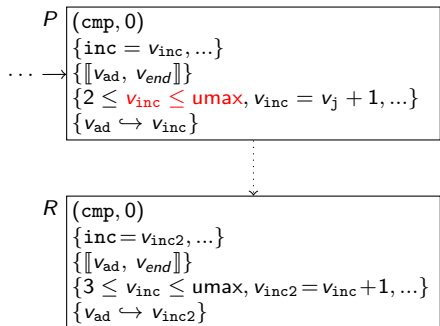 P (cmp, 0)
{inc = v_inc, ...}
··· {⟦v_ad, v_end⟧}
{2 ≤ v_inc ≤ umax, v_inc = v_j + 1, ...}
{v_ad ↪ v_inc}
R (cmp, 0)
{inc = v_inc2, ...}
{⟦v_ad, v_end⟧}
{3 ≤ v_inc ≤ umax, v_inc2 = v_inc + 1, ...}
{v_ad ↪ v_inc2}